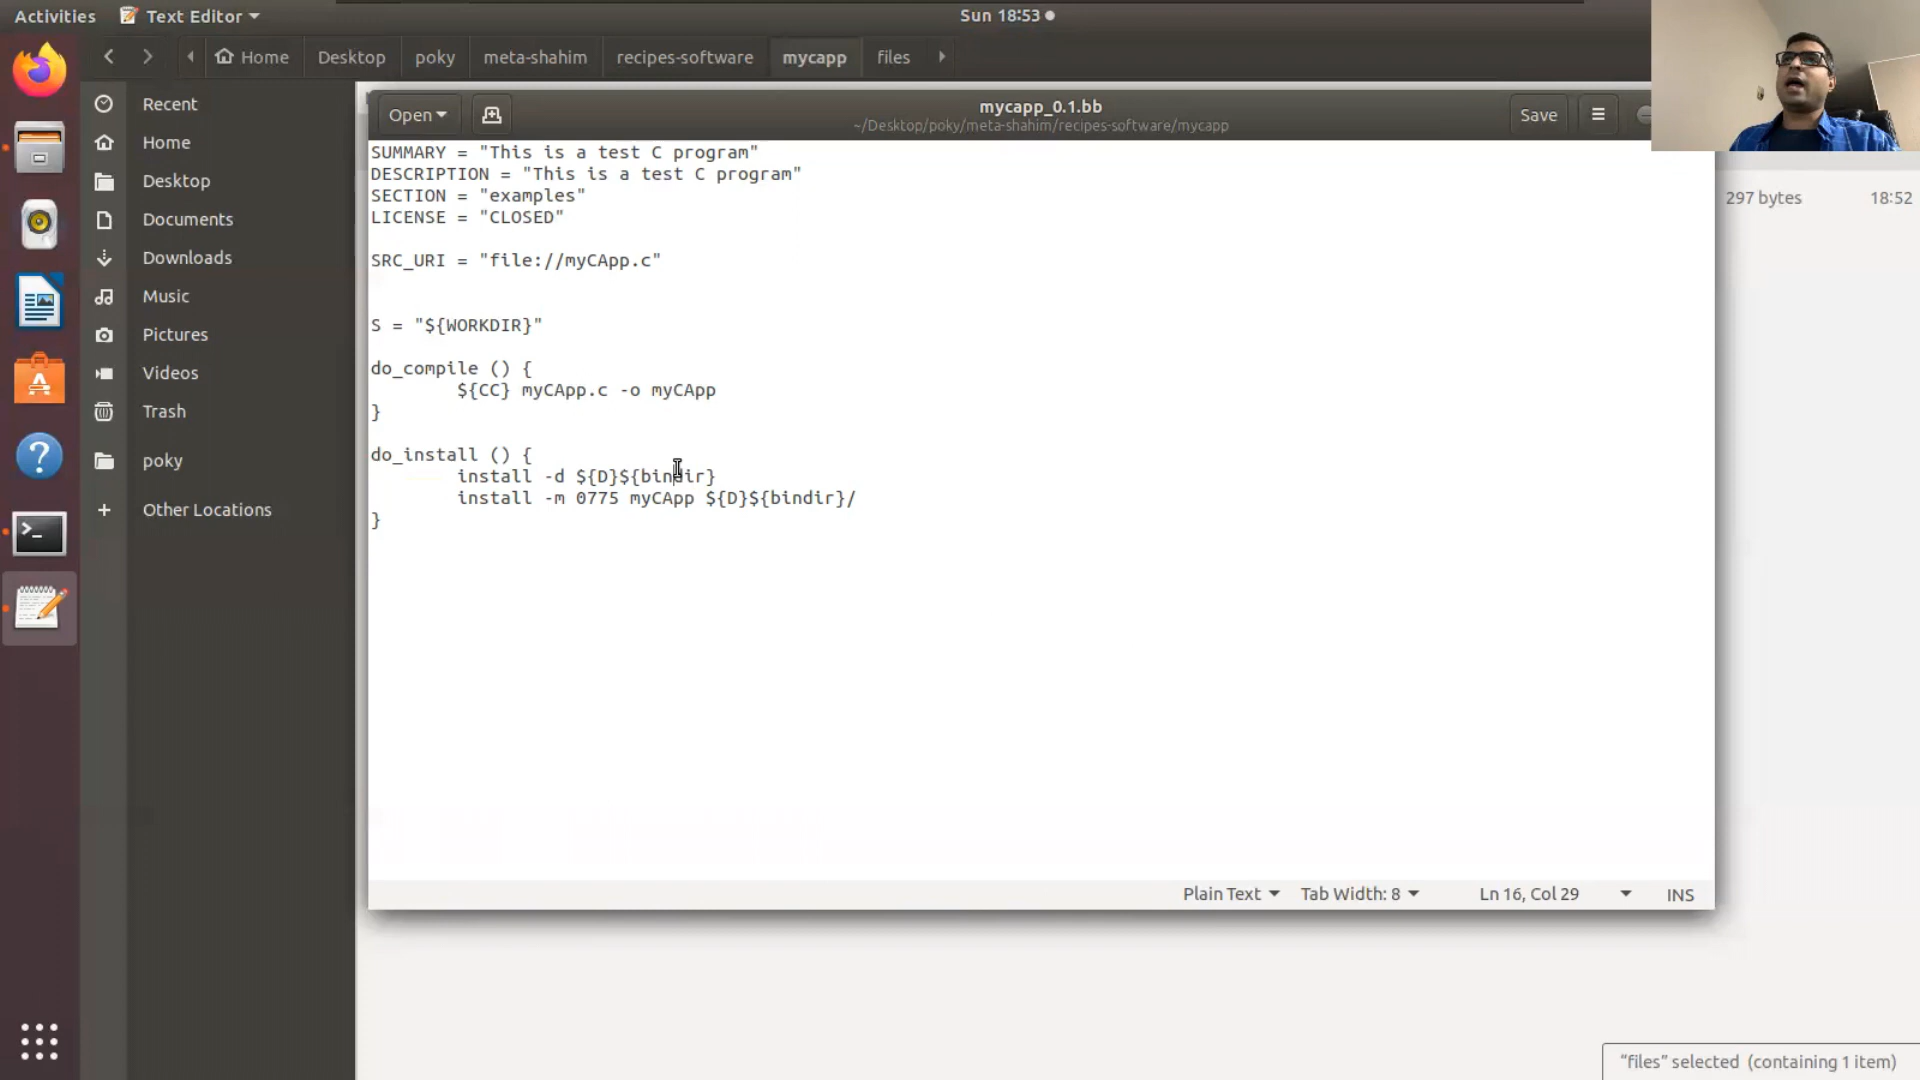 Activities
Text Editor
Sun 18:53
Home
Desktop
poky
meta-shahim
recipes-software
mycapp
files
Recent
Home
Desktop
Documents
Downloads
Music
Pictures
Videos
Trash
poky
Other Locations
Open
mycapp_0.1.bb
~/Desktop/poky/meta-shahim/recipes-software/mycapp
Save
SUMMARY = "This is a test C program"
DESCRIPTION = "This is a test C program"
SECTION = "examples"
LICENSE = "CLOSED"
SRC_URI = "file://myCApp.c"
S = "${WORKDIR}"
do_compile () {
${CC} myCApp.c -o myCApp
}
do_install () {
install -d ${D}${bindir}
install -m 0775 myCApp ${D}${bindir}/
}
Plain Text
Tab Width: 8
Ln 16, Col 29
INS
297 bytes
18:52
"files" selected (containing 1 item)